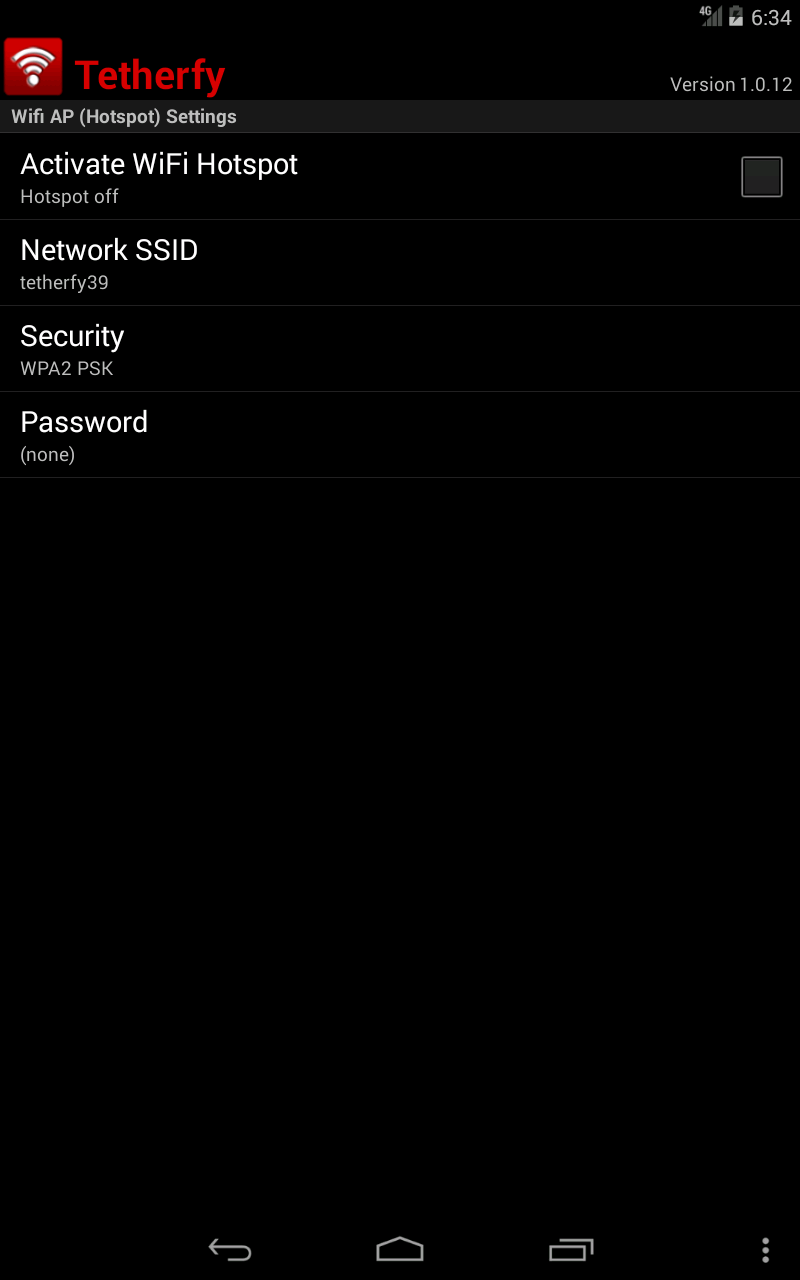 4G 6:34
Tetherfy
Version 1.0.12
Wifi AP (Hotspot) Settings
Activate WiFi Hotspot
Hotspot off
Network SSID
tetherfy39
Security
WPA2 PSK
Password
(none)